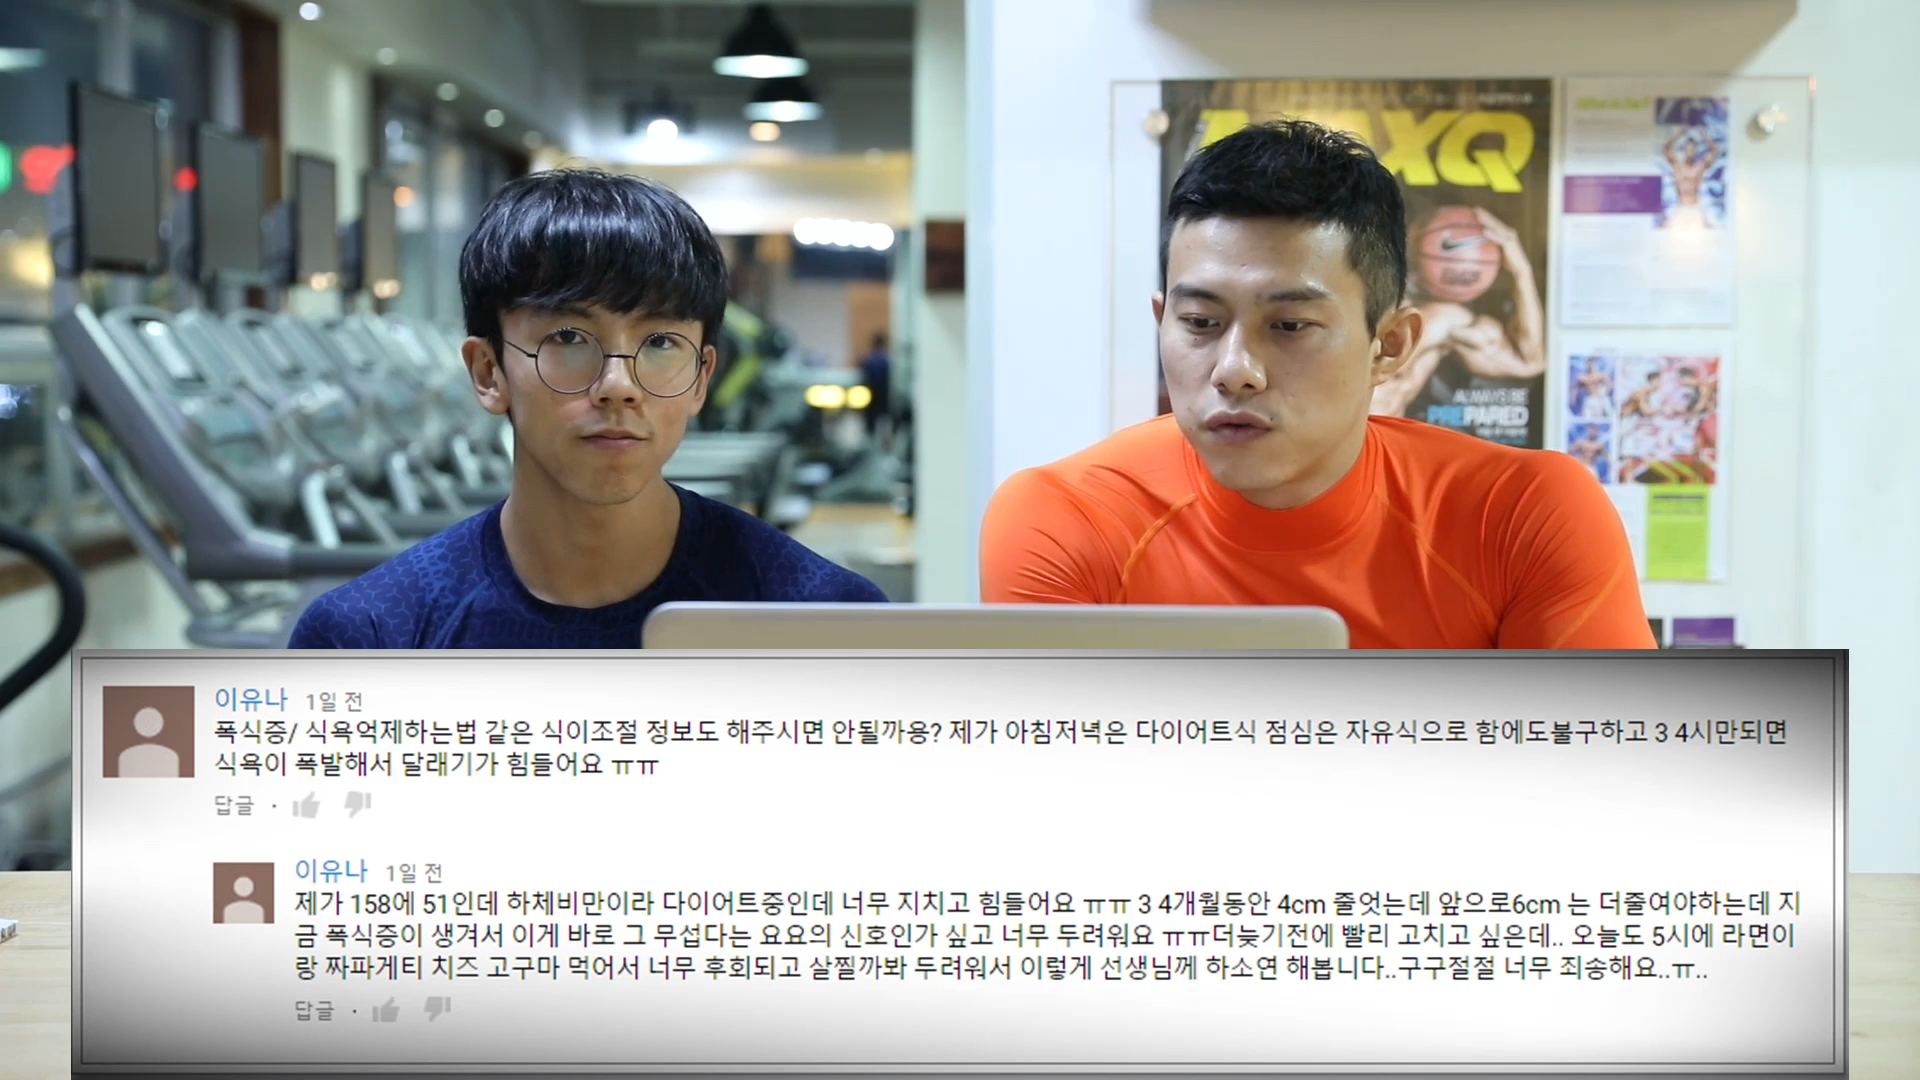 MAXQ
ALWAYS BE
PREPARED
이유나 1일 전
폭식증/ 식욕억제하는법 같은 식이조절 정보도 해주시면 안될까용? 제가 아침저녁은 다이어트식 점심은 자유식으로 함에도불구하고 3 4시만되면
식욕이 폭발해서 달래기가 힘들어요 ㅠㅠ
답글 ·
이유나 1일 전
제가 158에 51인데 하체비만이라 다이어트중인데 너무 지치고 힘들어요 ㅠㅠ 3 4개월동안 4cm 줄엇는데 앞으로6cm 는 더줄여야하는데 지
금 폭식증이 생겨서 이게 바로 그 무섭다는 요요의 신호인가 싶고 너무 두려워요 ㅠㅠ더늦기전에 빨리 고치고 싶은데.. 오늘도 5시에 라면이
랑 짜파게티 치즈 고구마 먹어서 너무 후회되고 살찔까봐 두려워서 이렇게 선생님께 하소연 해봅니다..구구절절 너무 죄송해요..ㅠ..
답글 ·